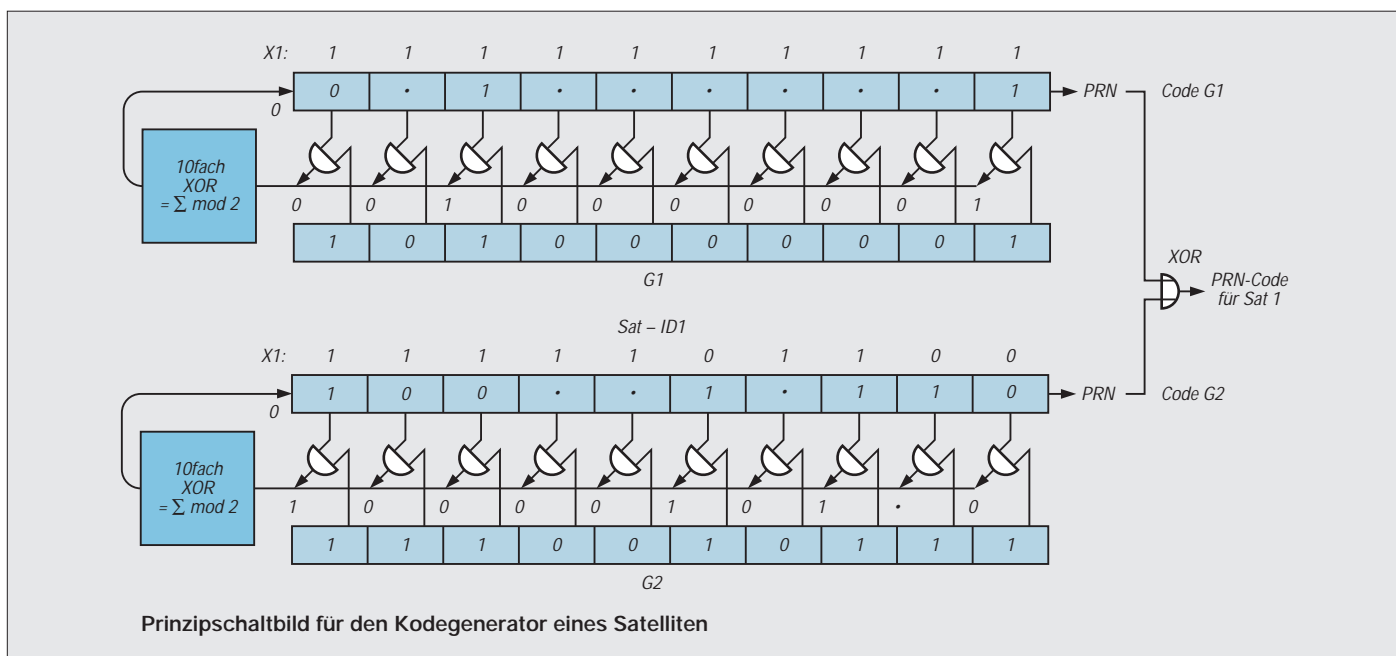 X1: 1 1 1 1 1 1 1 1 1 1
0 · 1 · · · · · · 1
PRN
Code G1
0
10fach
XOR
= Σ mod 2
0 0 1 0 0 0 0 0 0 1
1 0 1 0 0 0 0 0 0 1
G1
XOR
PRN-Code
für Sat 1
Sat – ID1
X1: 1 1 1 1 1 0 1 1 0 0
1 0 0 · · 1 · 1 1 0
PRN
Code G2
0
10fach
XOR
= Σ mod 2
1 0 0 0 0 1 0 1 · 0
1 1 1 0 0 1 0 1 1 1
G2
Prinzipschaltbild für den Kodegenerator eines Satelliten